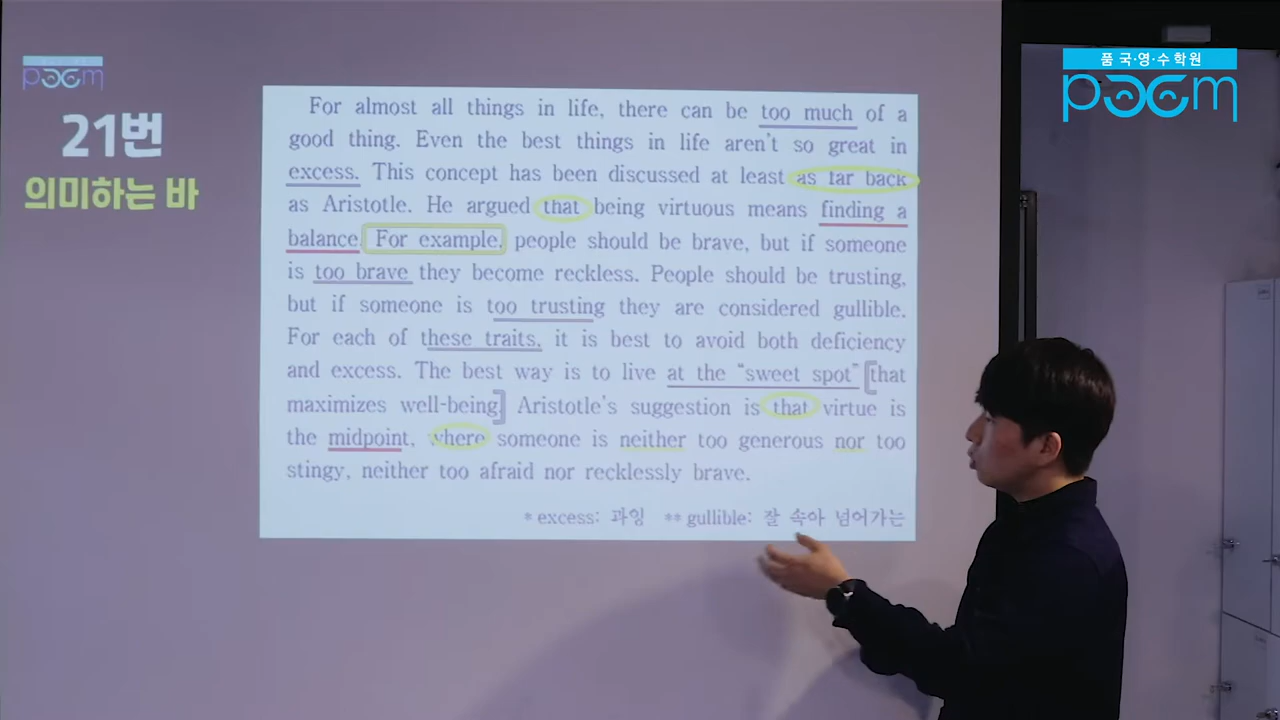 품 국·영·수 학원
poem
poem
21번
의미하는 바
For almost all things in life, there can be too much of a
good thing. Even the best things in life aren't so great in
excess. This concept has been discussed at least as far back
as Aristotle. He argued that being virtuous means finding a
balance. For example, people should be brave, but if someone
is too brave they become reckless. People should be trusting,
but if someone is too trusting they are considered gullible.
For each of these traits, it is best to avoid both deficiency
and excess. The best way is to live at the “sweet spot” that
maximizes well-being. Aristotle's suggestion is that virtue is
the midpoint, where someone is neither too generous nor too
stingy, neither too afraid nor recklessly brave.
* excess: 과잉 ** gullible: 잘 속아 넘어가는